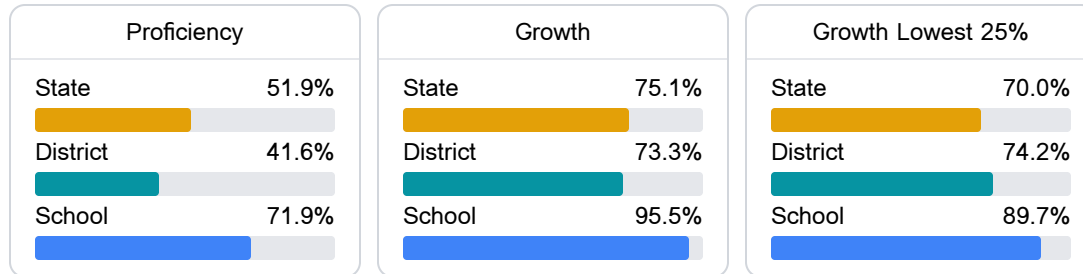 Proficiency
State 51.9%
District 41.6%
School 71.9%
Growth
State 75.1%
District 73.3%
School 95.5%
Growth Lowest 25%
State 70.0%
District 74.2%
School 89.7%